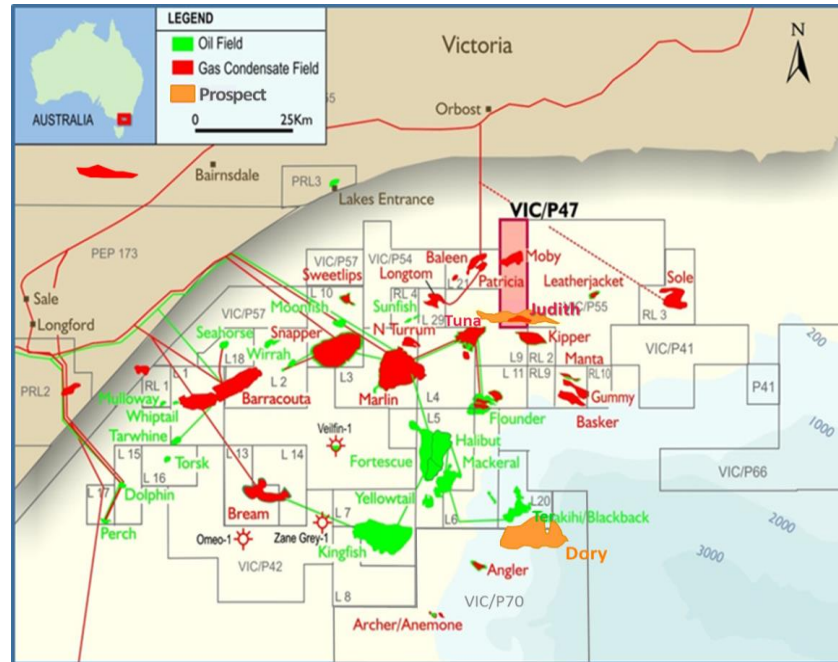 LEGEND
Oil Field
Gas Condensate Field
Prospect
0 25Km
AUSTRALIA
Victoria
N
Orbost
Bairnsdale
PRL3
Lakes Entrance
VIC/P47
PEP 173
VIC/P57
VIC/P54
Baleen
Moby
Sweetlips
Longtom
L 21
Patricia
Leatherjacket
Sole
Sale
L 10
RL 4
VIC/P55
RL 3
Longford
VIC/P57
Moonfish
Sunfish
L 29
Judith
Seahorse
Snapper
N Turrum
Tuna
Kipper
VIC/P41
200
Wirrah
L18
L9
RL 2
Manta
PRL2
RL 1
L 1
L 2
L3
Marlin
L4
L 11
RL9
RL10
Gummy
P41
Mulloway
Barracouta
Whiptail
L5
Flounder
Basker
1000
Tarwhine
Veilfin-1
Halibut
Torsk
L 15
L 16
L 13
L 14
Fortescue
Mackeral
VIC/P66
L 17
Dolphin
Bream
Yellowtail
L20
Terakihi/Blackback
Perch
Omeo-1
Zane Grey-1
L 7
Kingfish
L6
2000
Dory
3000
VIC/P42
Angler
L 8
VIC/P70
Archer/Anemone